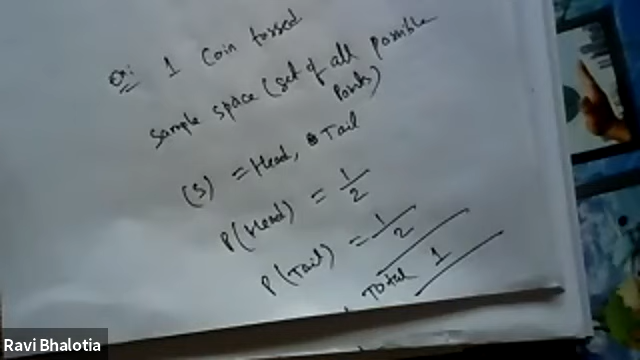 Ex: 1 Coin tossed
Sample space (set of all possible
Points)
(S) = Head, Tail
P(Head) = 1/2
P(Tail) = 1/2
Total 1
Ravi Bhalotia